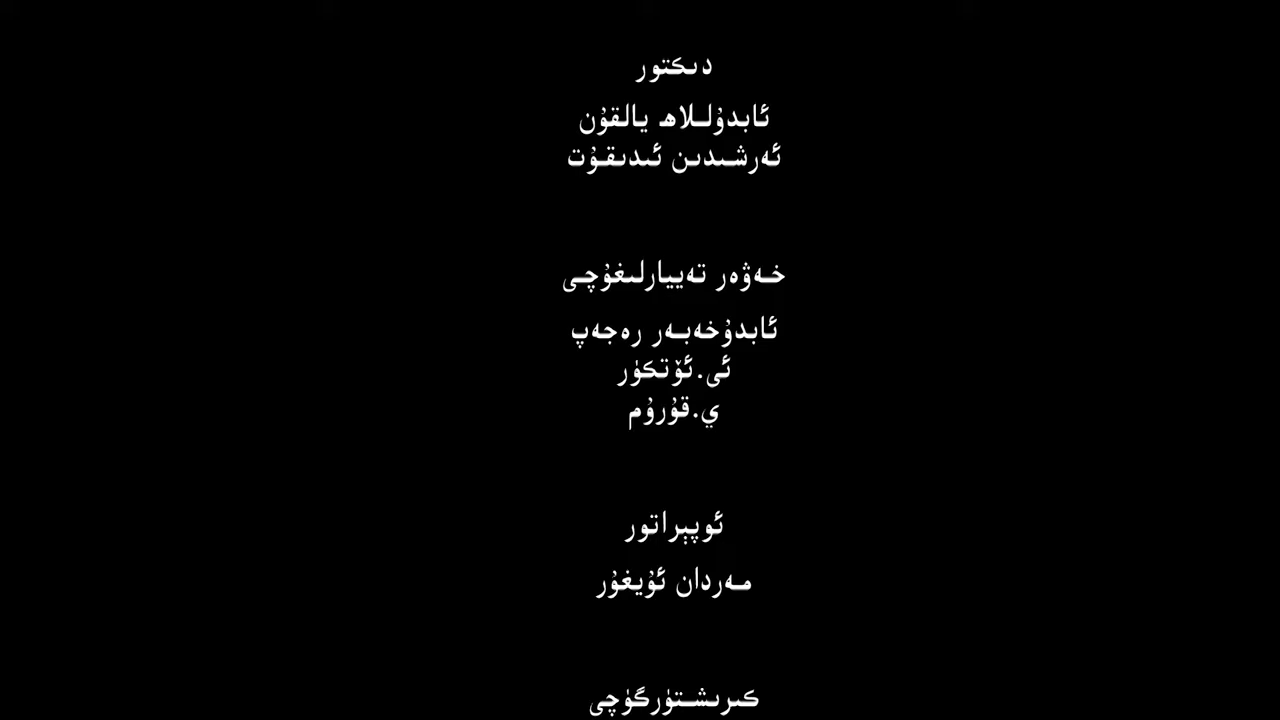 دىكتور
ئابدۇللاھ يالقۇن
ئەرشىدىن ئىدىقۇت
خەۋەر تەييارلىغۇچى
ئابدۇخەبەر رەجەپ
ئى.ئۆتكۈر
ي.قۇرۇم
ئوپېراتور
مەردان ئۇيغۇر
كىرىشتۈرگۈچى